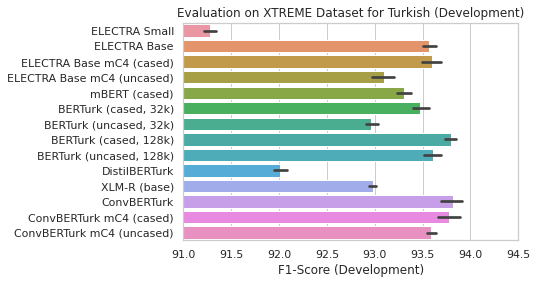 Evaluation on XTREME Dataset for Turkish (Development)
ELECTRA Small
ELECTRA Base
ELECTRA Base mC4 (cased)
ELECTRA Base mC4 (uncased)
mBERT (cased)
BERTurk (cased, 32k)
BERTurk (uncased, 32k)
BERTurk (cased, 128k)
BERTurk (uncased, 128k)
DistilBERTurk
XLM-R (base)
ConvBERTurk
ConvBERTurk mC4 (cased)
ConvBERTurk mC4 (uncased)
91.0 91.5 92.0 92.5 93.0 93.5 94.0 94.5
F1-Score (Development)